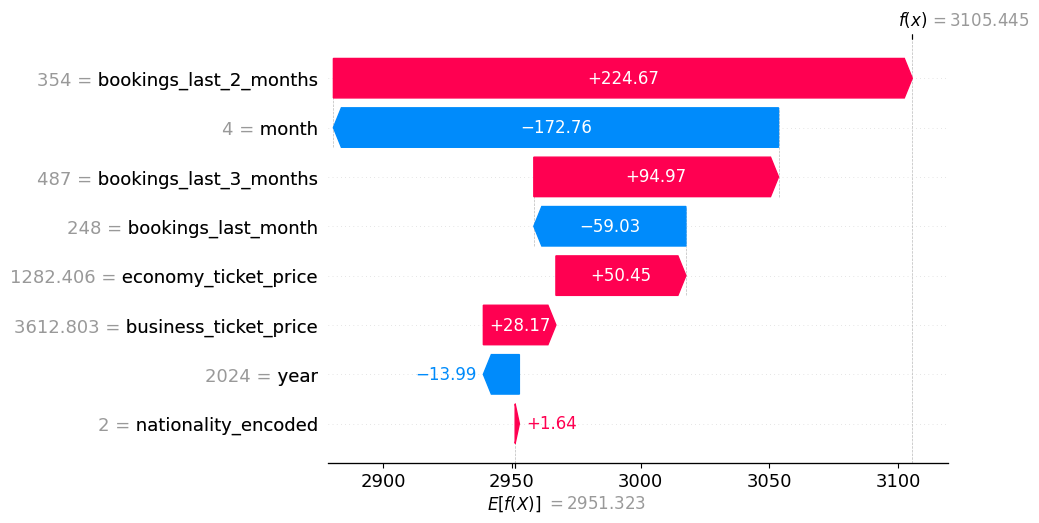 f(x) = 3105.445
354 = bookings_last_2_months +224.67
4 = month −172.76
487 = bookings_last_3_months +94.97
248 = bookings_last_month −59.03
1282.406 = economy_ticket_price +50.45
3612.803 = business_ticket_price +28.17
2024 = year −13.99
2 = nationality_encoded +1.64
2900 2950 3000 3050 3100
E[f(X)] = 2951.323